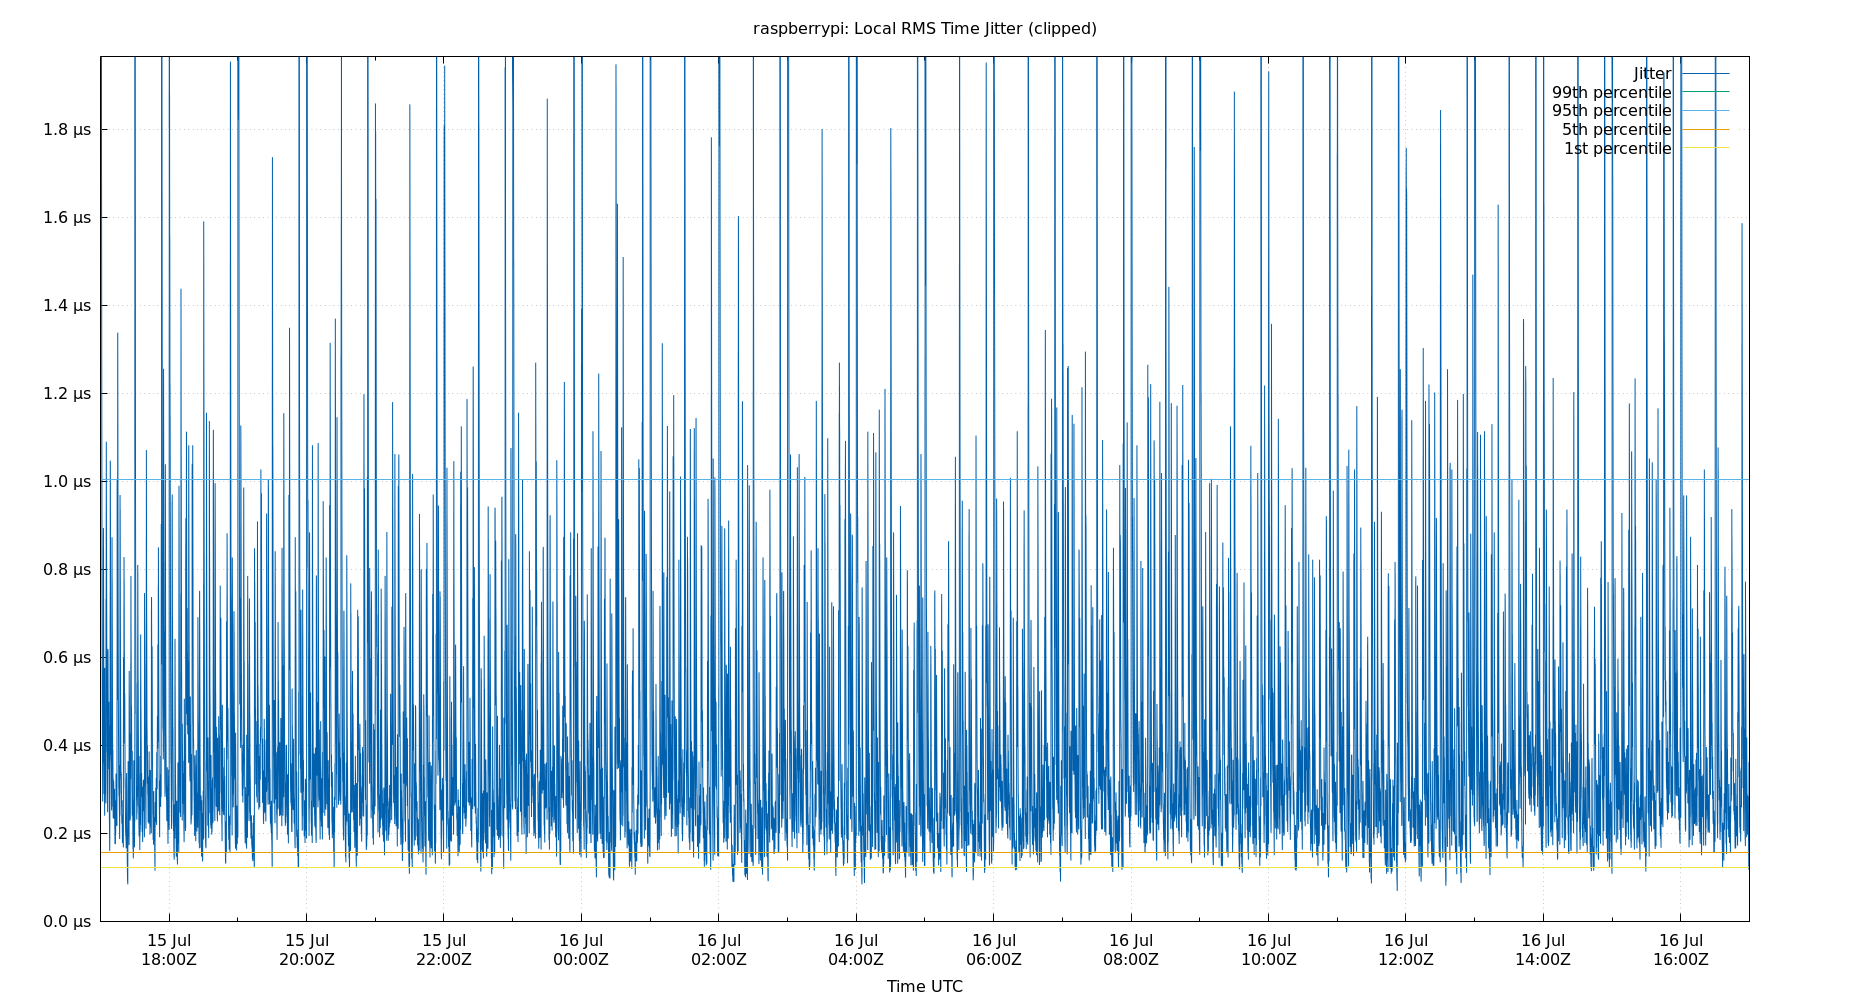 raspberrypi: Local RMS Time Jitter (clipped)
Jitter
99th percentile
95th percentile
5th percentile
1st percentile
1.8 µs
1.6 µs
1.4 µs
1.2 µs
1.0 µs
0.8 µs
0.6 µs
0.4 µs
0.2 µs
0.0 µs
15 Jul 15 Jul 15 Jul 16 Jul 16 Jul 16 Jul 16 Jul 16 Jul 16 Jul 16 Jul 16 Jul 16 Jul
18:00Z 20:00Z 22:00Z 00:00Z 02:00Z 04:00Z 06:00Z 08:00Z 10:00Z 12:00Z 14:00Z 16:00Z
Time UTC